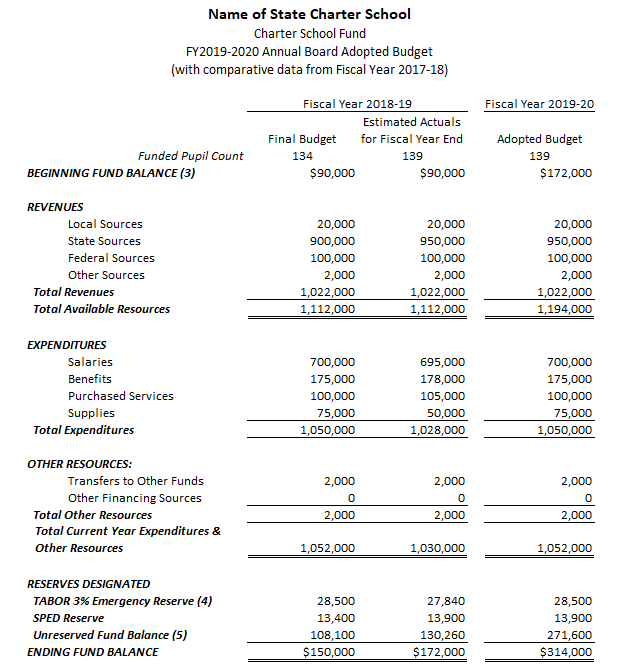 Name of State Charter School
Charter School Fund
FY2019-2020 Annual Board Adopted Budget
(with comparative data from Fiscal Year 2017-18)
Fiscal Year 2018-19 Fiscal Year 2019-20
Estimated Actuals
Final Budget for Fiscal Year End Adopted Budget
Funded Pupil Count 134 139 139
BEGINNING FUND BALANCE (3) $90,000 $90,000 $172,000
REVENUES
Local Sources 20,000 20,000 20,000
State Sources 900,000 950,000 950,000
Federal Sources 100,000 100,000 100,000
Other Sources 2,000 2,000 2,000
Total Revenues 1,022,000 1,022,000 1,022,000
Total Available Resources 1,112,000 1,112,000 1,194,000
EXPENDITURES
Salaries 700,000 695,000 700,000
Benefits 175,000 178,000 175,000
Purchased Services 100,000 105,000 100,000
Supplies 75,000 50,000 75,000
Total Expenditures 1,050,000 1,028,000 1,050,000
OTHER RESOURCES:
Transfers to Other Funds 2,000 2,000 2,000
Other Financing Sources 0 0 0
Total Other Resources 2,000 2,000 2,000
Total Current Year Expenditures &
Other Resources 1,052,000 1,030,000 1,052,000
RESERVES DESIGNATED
TABOR 3% Emergency Reserve (4) 28,500 27,840 28,500
SPED Reserve 13,400 13,900 13,900
Unreserved Fund Balance (5) 108,100 130,260 271,600
ENDING FUND BALANCE $150,000 $172,000 $314,000